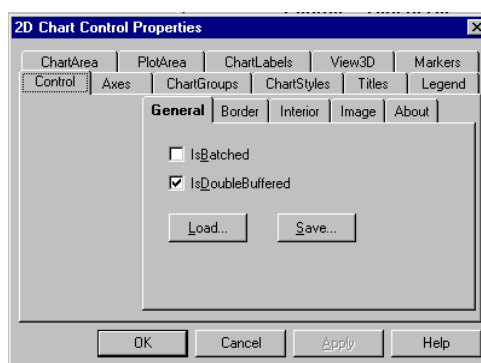 2D Chart Control Properties
ChartArea PlotArea ChartLabels View3D Markers
Control Axes ChartGroups ChartStyles Titles Legend
General Border Interior Image About
IsBatched
IsDoubleBuffered
Load... Save...
OK Cancel Apply Help